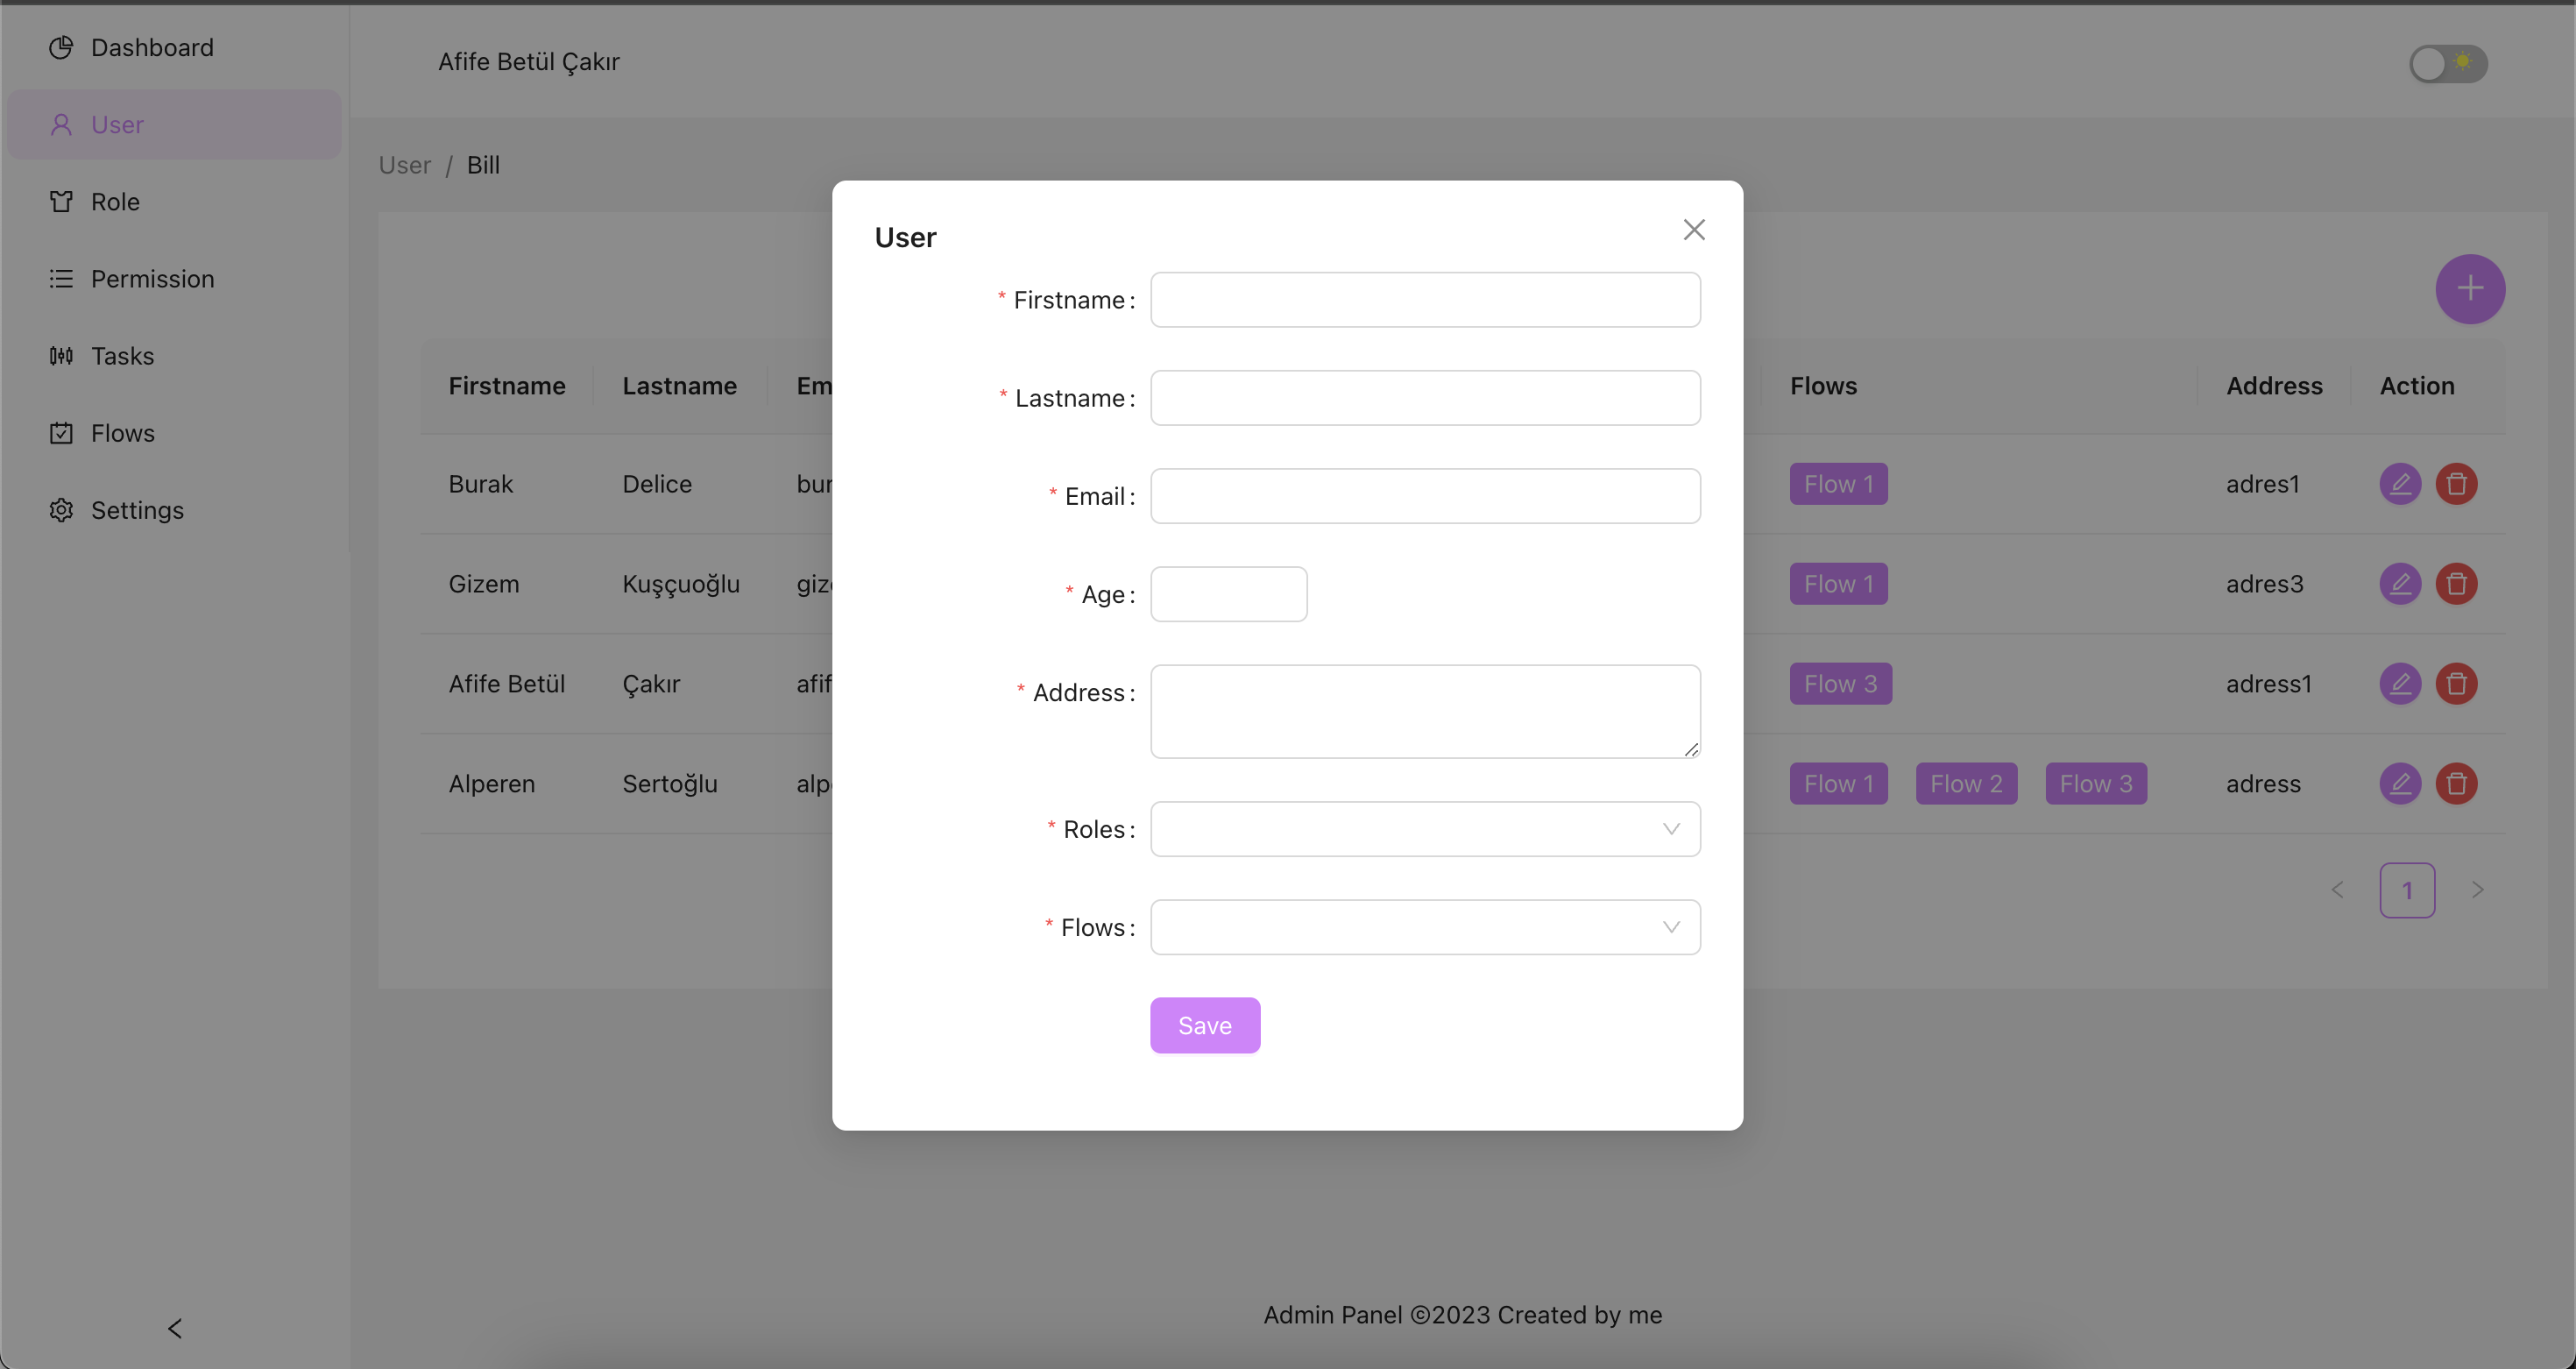 Dashboard
User
Role
Permission
Tasks
Flows
Settings
Afife Betül Çakır
User / Bill
Firstname Lastname Em Flows Address Action
Burak Delice bur Flow 1 adres1
Gizem Kuşçuoğlu giz Flow 1 adres3
Afife Betül Çakır afif Flow 3 adress1
Alperen Sertoğlu alp Flow 1 Flow 2 Flow 3 adress
1
User
* Firstname:
* Lastname:
* Email:
* Age:
* Address:
* Roles:
* Flows:
Save
Admin Panel ©2023 Created by me